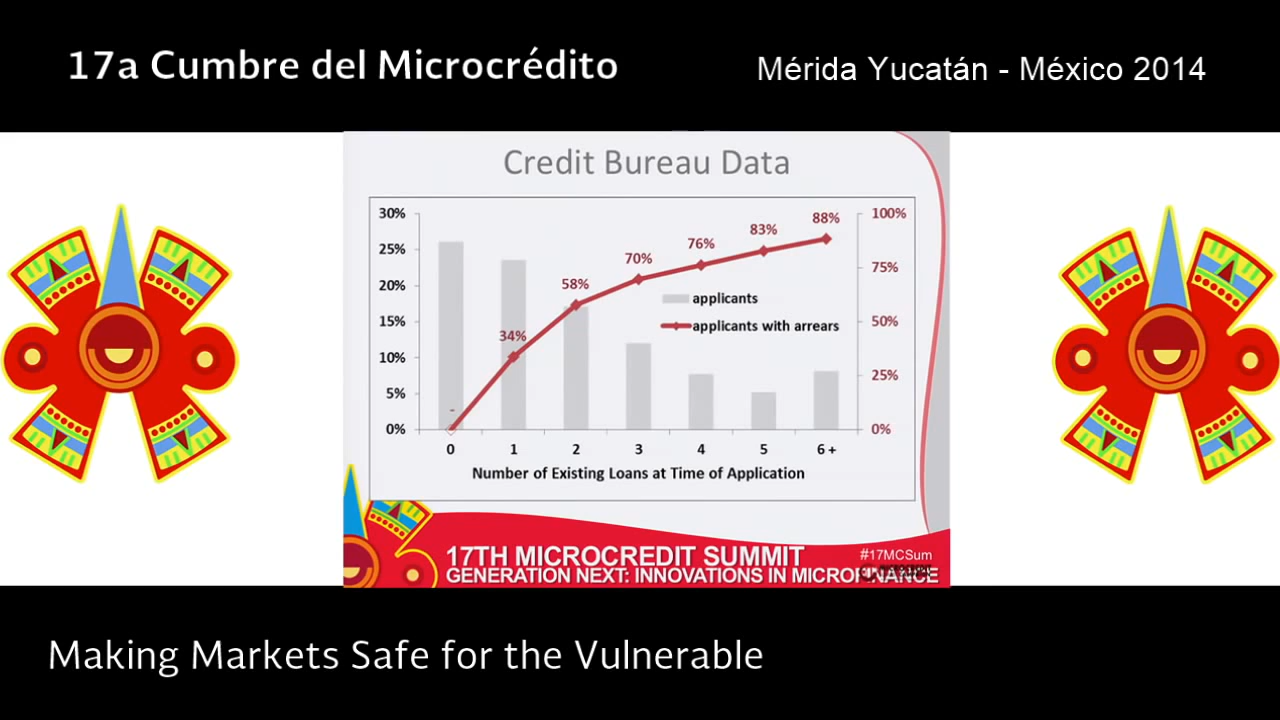 17a Cumbre del Microcrédito
Mérida Yucatán - México 2014
Credit Bureau Data
30%
25%
20%
15%
10%
5%
0%
100%
75%
50%
25%
0%
-
34%
58%
70%
76%
83%
88%
applicants
applicants with arrears
0 1 2 3 4 5 6 +
Number of Existing Loans at Time of Application
17TH MICROCREDIT SUMMIT
#17MCSum
GENERATION NEXT: INNOVATIONS IN MICROFINANCE
Making Markets Safe for the Vulnerable